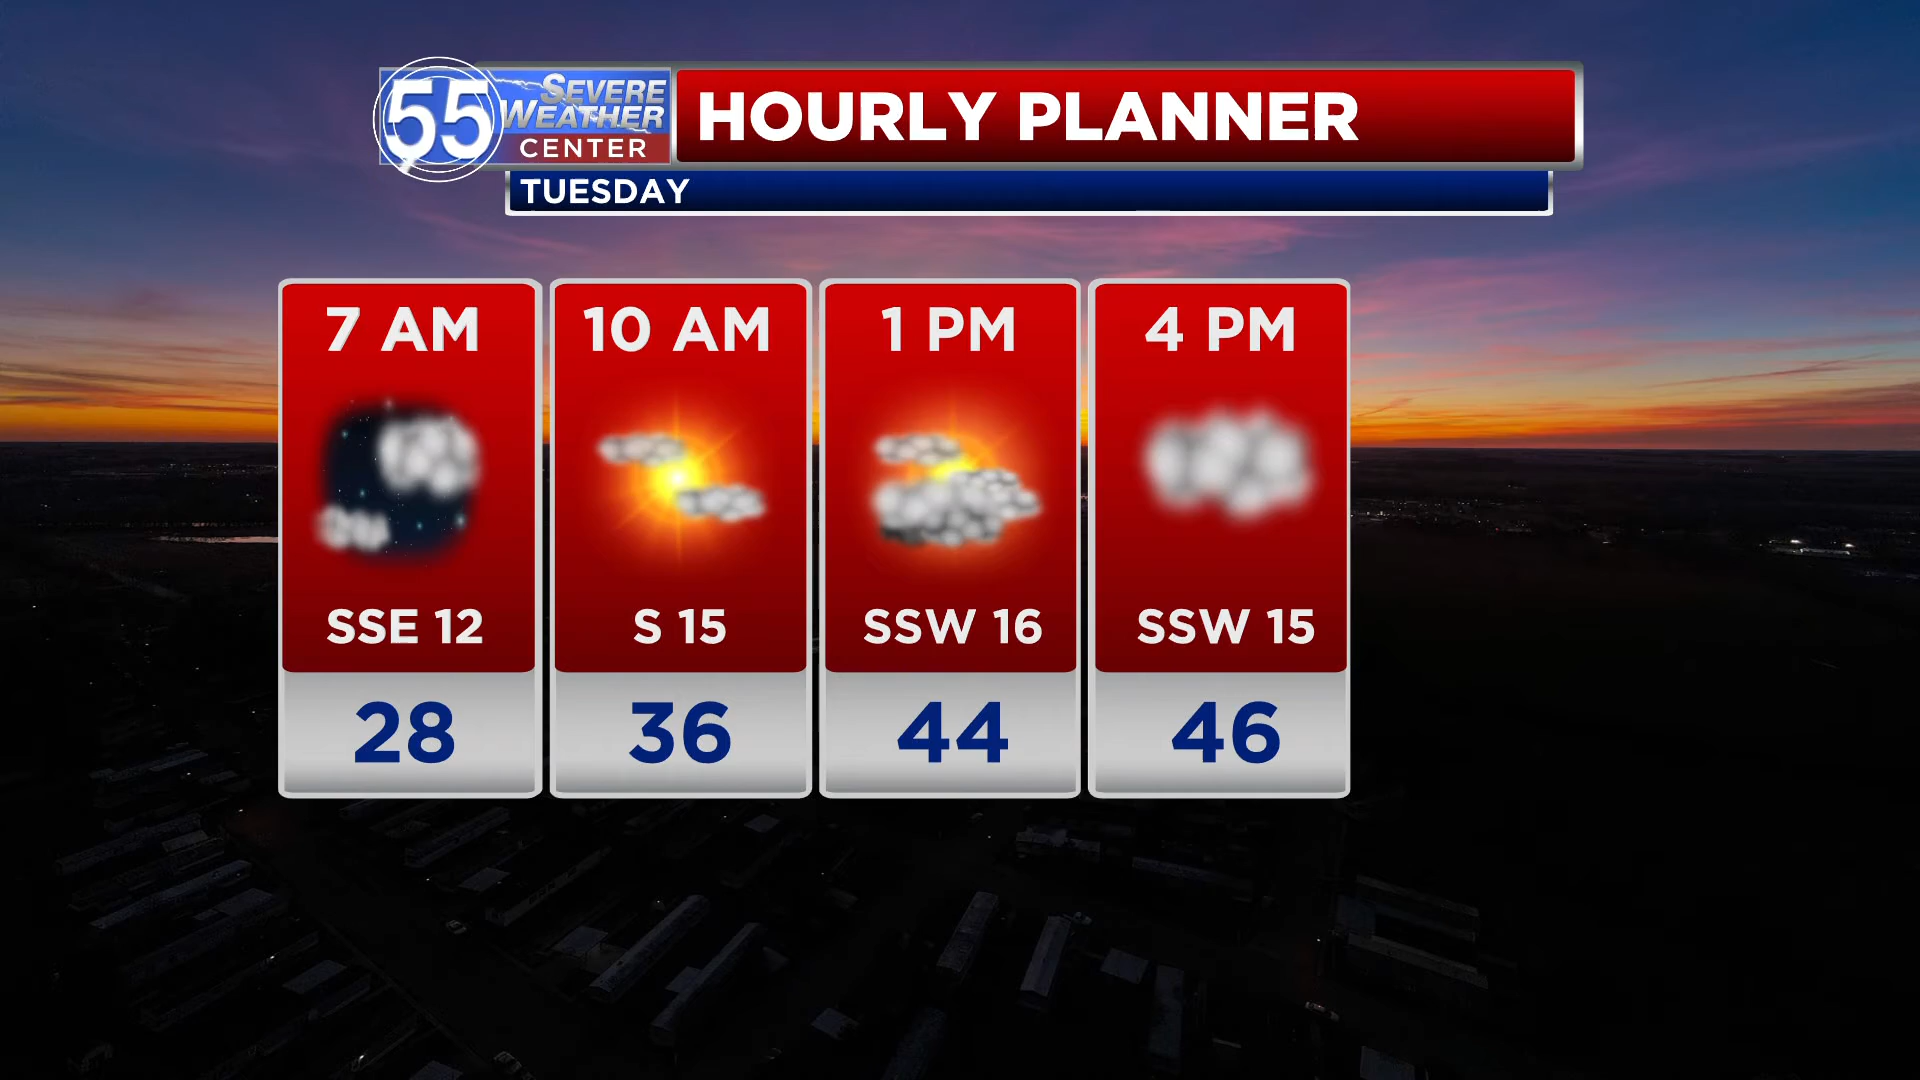 55 SEVERE
WEATHER
CENTER
HOURLY PLANNER
TUESDAY
7 AM
SSE 12
28
10 AM
S 15
36
1 PM
SSW 16
44
4 PM
SSW 15
46